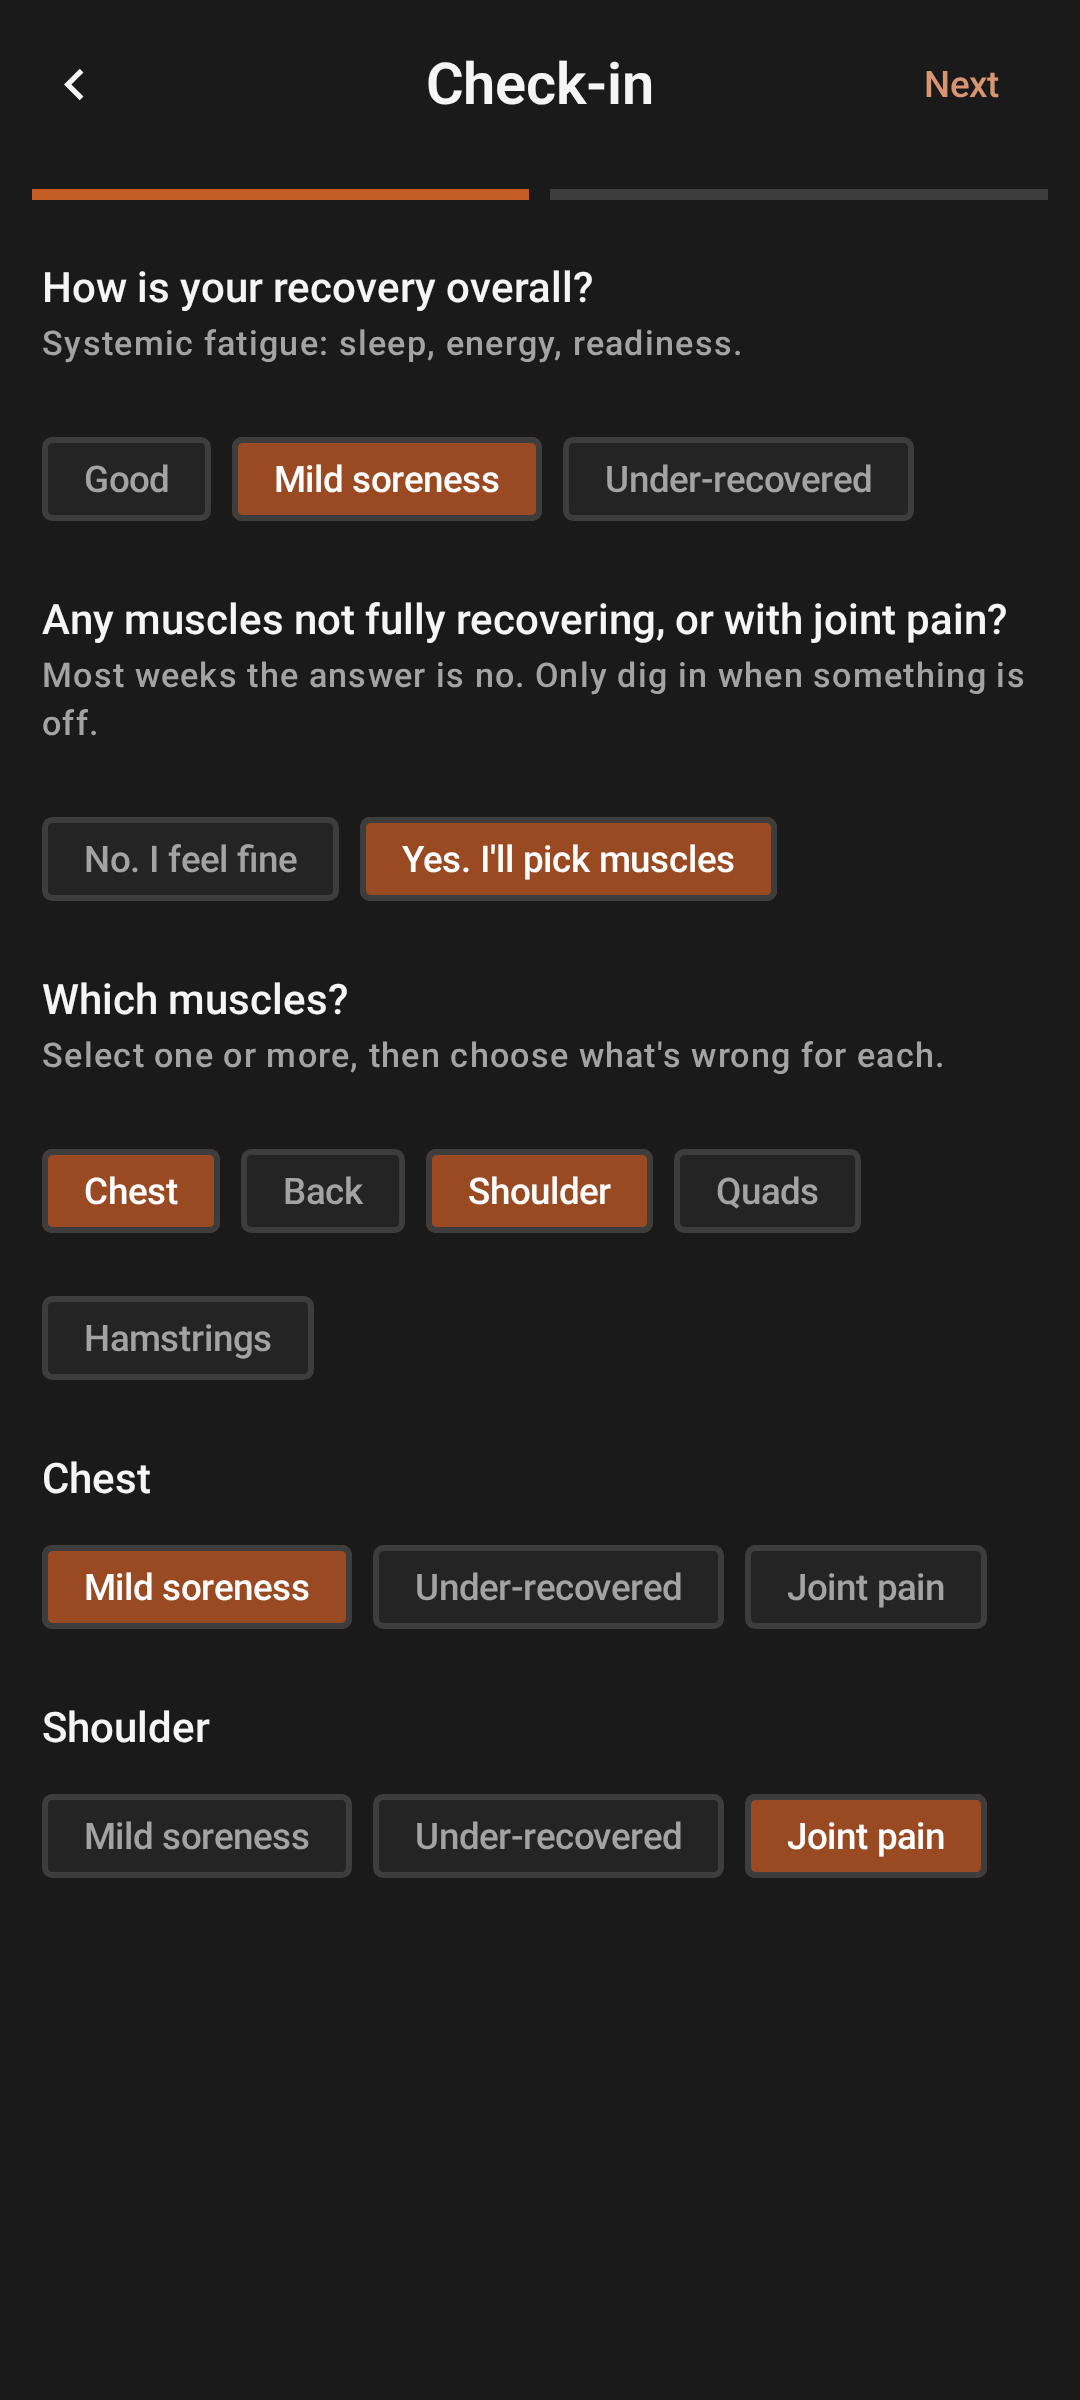 Check-in
Next
How is your recovery overall?
Systemic fatigue: sleep, energy, readiness.
Good
Mild soreness
Under-recovered
Any muscles not fully recovering, or with joint pain?
Most weeks the answer is no. Only dig in when something is
off.
No. I feel fine
Yes. I'll pick muscles
Which muscles?
Select one or more, then choose what's wrong for each.
Chest
Back
Shoulder
Quads
Hamstrings
Chest
Mild soreness
Under-recovered
Joint pain
Shoulder
Mild soreness
Under-recovered
Joint pain